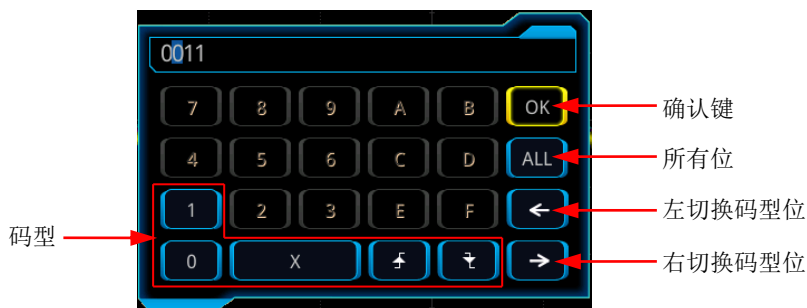 0011
7 8 9 A B OK 确认键
4 5 6 C D ALL 所有位
1 2 3 E F ← 左切换码型位
码型
0 X → 右切换码型位